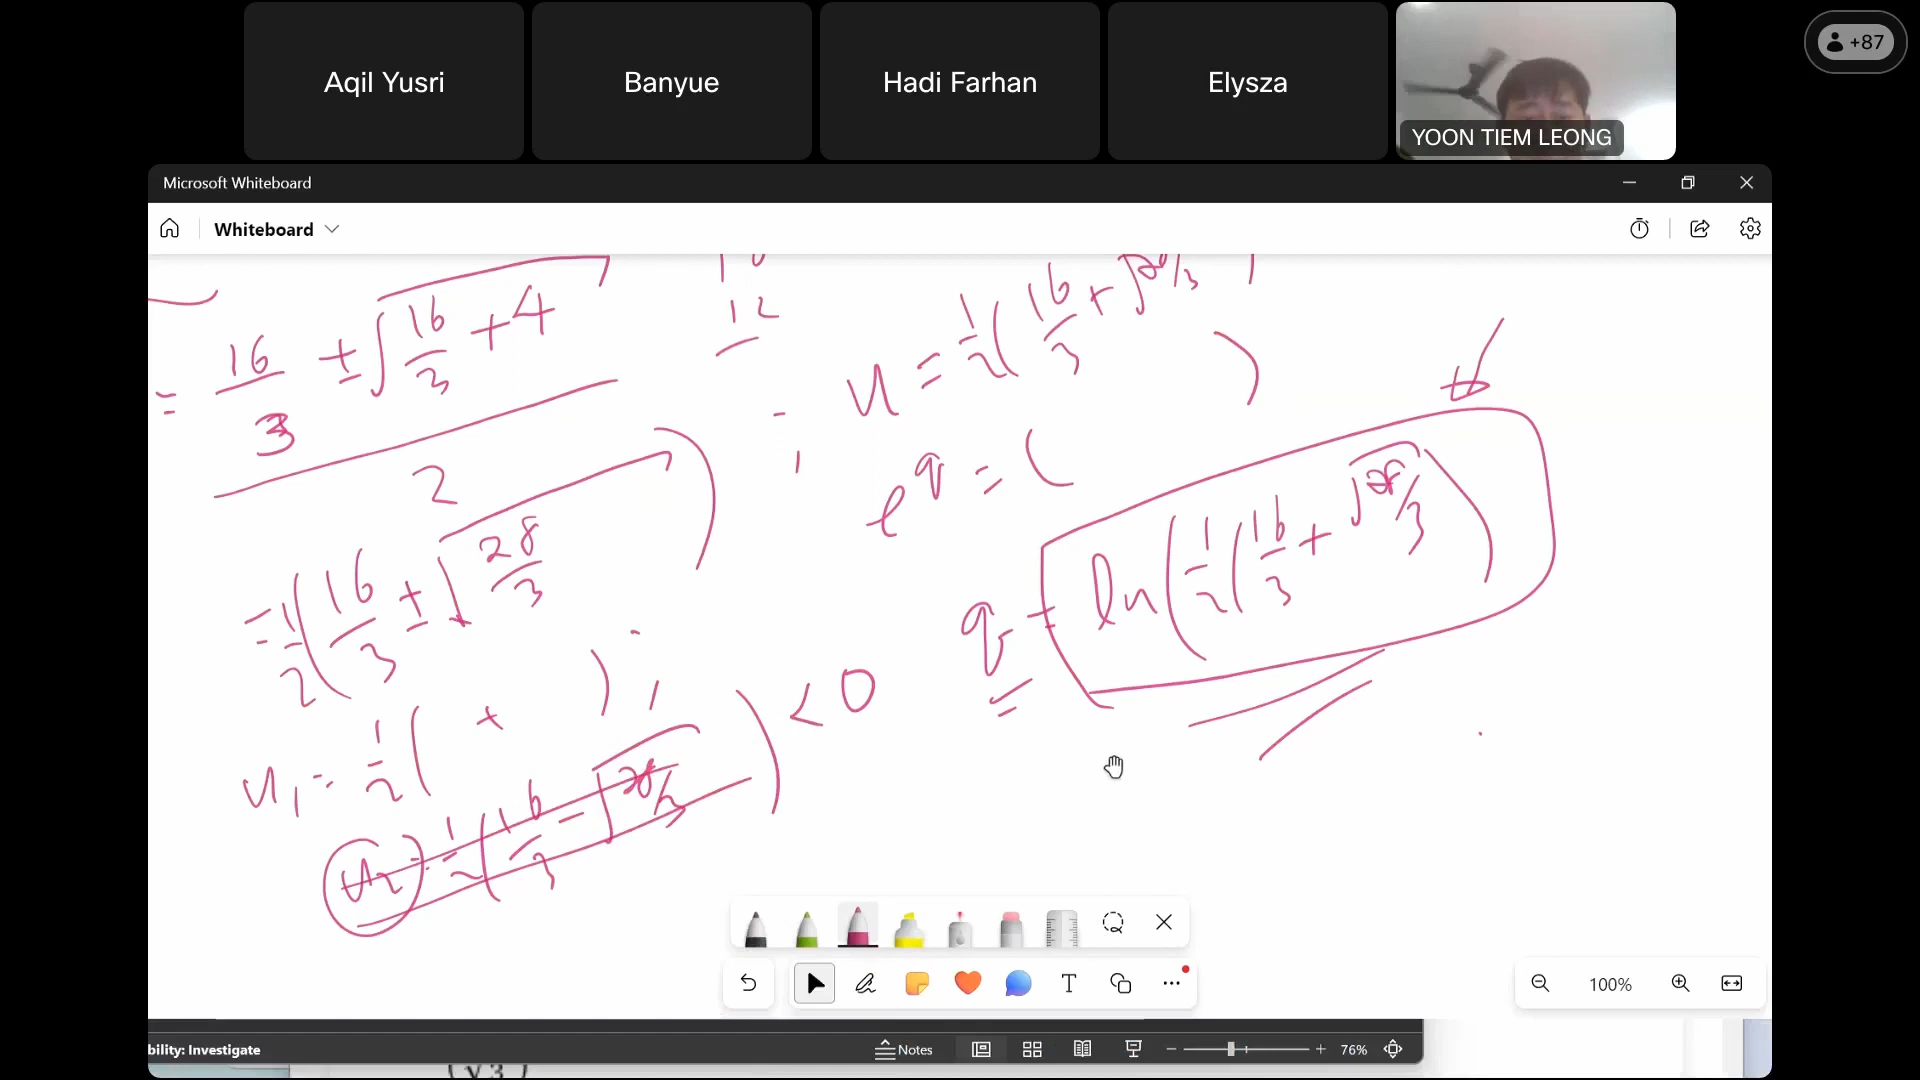 Aqil Yusri
Banyue
Hadi Farhan
Elysza
YOON TIEM LEONG
+87
Microsoft Whiteboard
Whiteboard
= 16/3 ± √(16/3 + 4)
2
= 1/2 ( 16/3 ± √28/3 )
u₁ = 1/2 ( + ) ,
u₂ = 1/2 ( 16/3 − √28/3 ) < 0
12
u = 1/2 ( 16/3 + √28/3 )
e^q = ( )
q = ln ( 1/2 ( 16/3 + √28/3 )
100%
bility: Investigate
Notes
76%